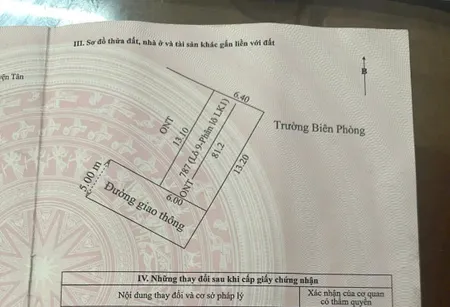 III. Sơ đồ thửa đất, nhà ở và tài sản khác gắn liền với đất
ện Tân
B
6.40
ONT
13.10
787 (Lô 9-Phân lô LK1)
81.2
ONT
13.20
Trường Biên Phòng
5.00 m
6.00
Đường giao thông
IV. Những thay đổi sau khi cấp giấy chứng nhận
Nội dung thay đổi và cơ sở pháp lý
Xác nhận của cơ quan
có thẩm quyền